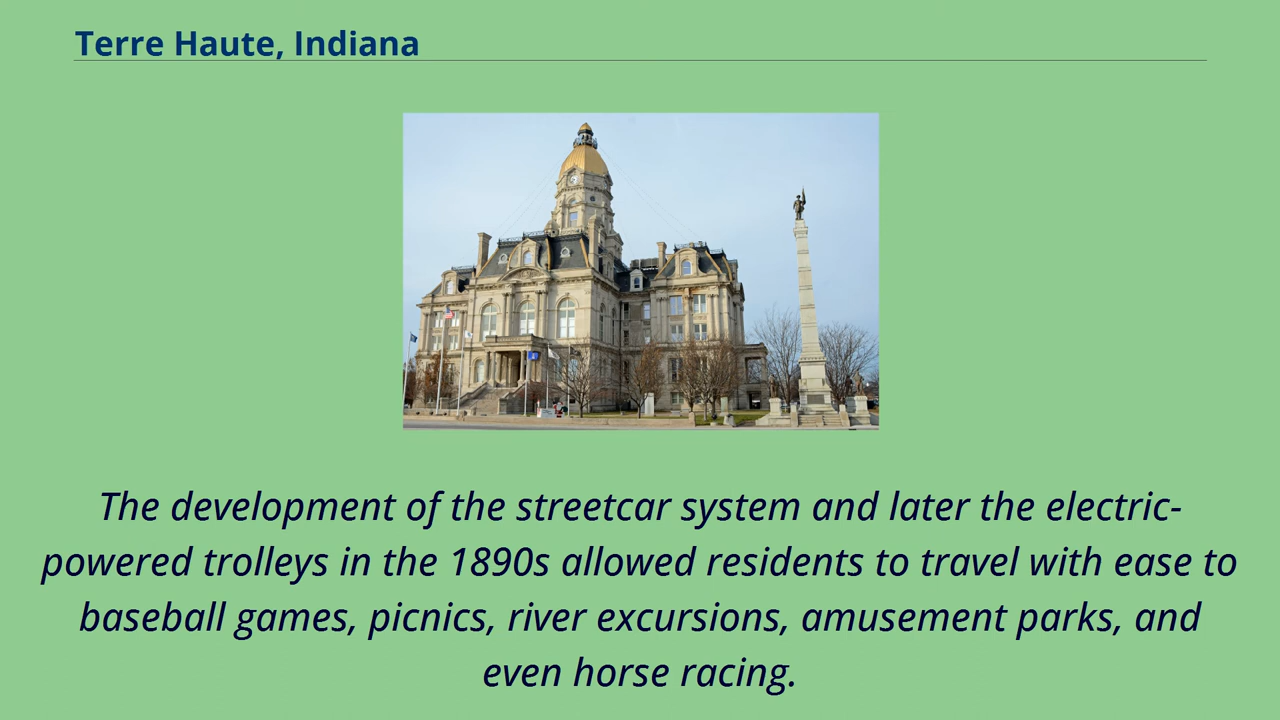 Terre Haute, Indiana
The development of the streetcar system and later the electric-
powered trolleys in the 1890s allowed residents to travel with ease to
baseball games, picnics, river excursions, amusement parks, and
even horse racing.